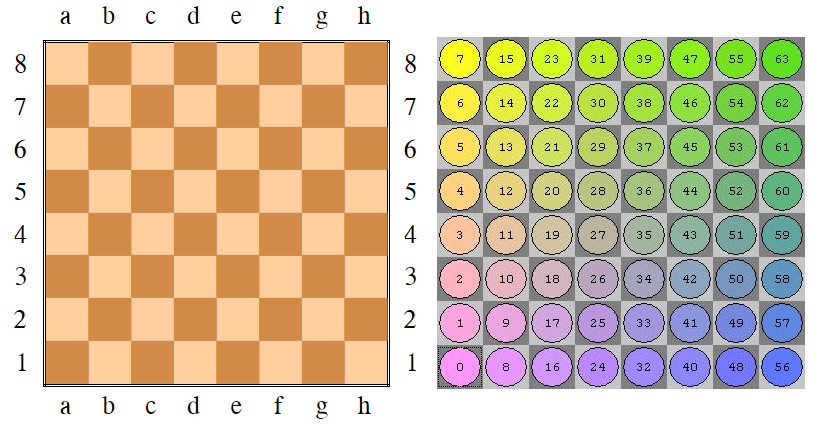 a b c d e f g h
8 8 7 15 23 31 39 47 55 63
7 7 6 14 22 30 38 46 54 62
6 6 5 13 21 29 37 45 53 61
5 5 4 12 20 28 36 44 52 60
4 4 3 11 19 27 35 43 51 59
3 3 2 10 18 26 34 42 50 58
2 2 1 9 17 25 33 41 49 57
1 1 0 8 16 24 32 40 48 56
a b c d e f g h